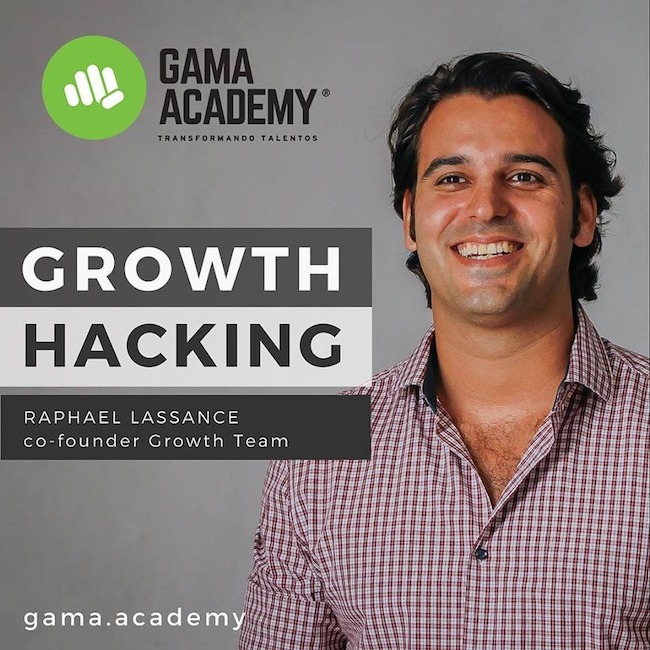 GAMA
ACADEMY®
TRANSFORMANDO TALENTOS
GROWTH
HACKING
RAPHAEL LASSANCE
co-founder Growth Team
gama.academy